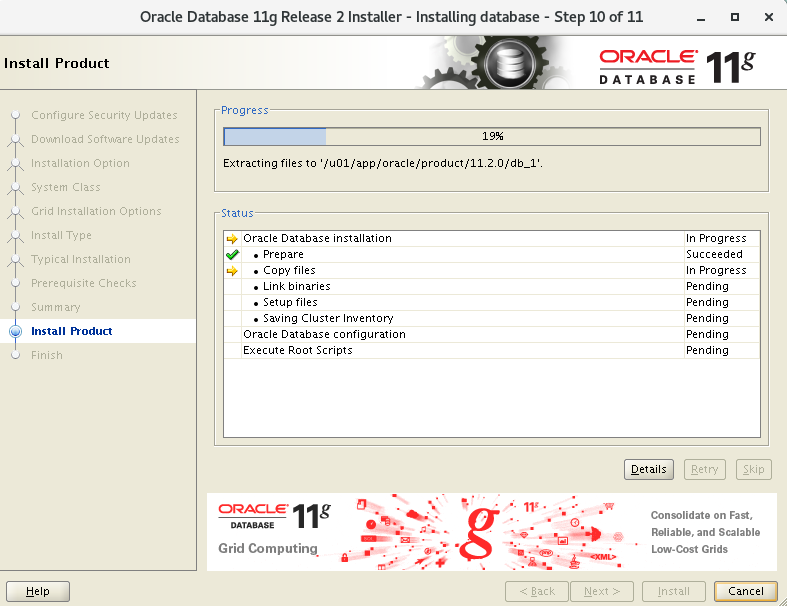 Oracle Database 11g Release 2 Installer - Installing database - Step 10 of 11
Install Product
ORACLE
DATABASE
11g
Configure Security Updates
Download Software Updates
Installation Option
System Class
Grid Installation Options
Install Type
Typical Installation
Prerequisite Checks
Summary
Install Product
Finish
Progress
19%
Extracting files to '/u01/app/oracle/product/11.2.0/db_1'.
Status
Oracle Database installation In Progress
• Prepare Succeeded
• Copy files In Progress
• Link binaries Pending
• Setup files Pending
• Saving Cluster Inventory Pending
Oracle Database configuration Pending
Execute Root Scripts Pending
Details Retry Skip
ORACLE
DATABASE
11g
Grid Computing
g
11g
<XML>
Consolidate on Fast,
Reliable, and Scalable
Low-Cost Grids
Help < Back Next > Install Cancel